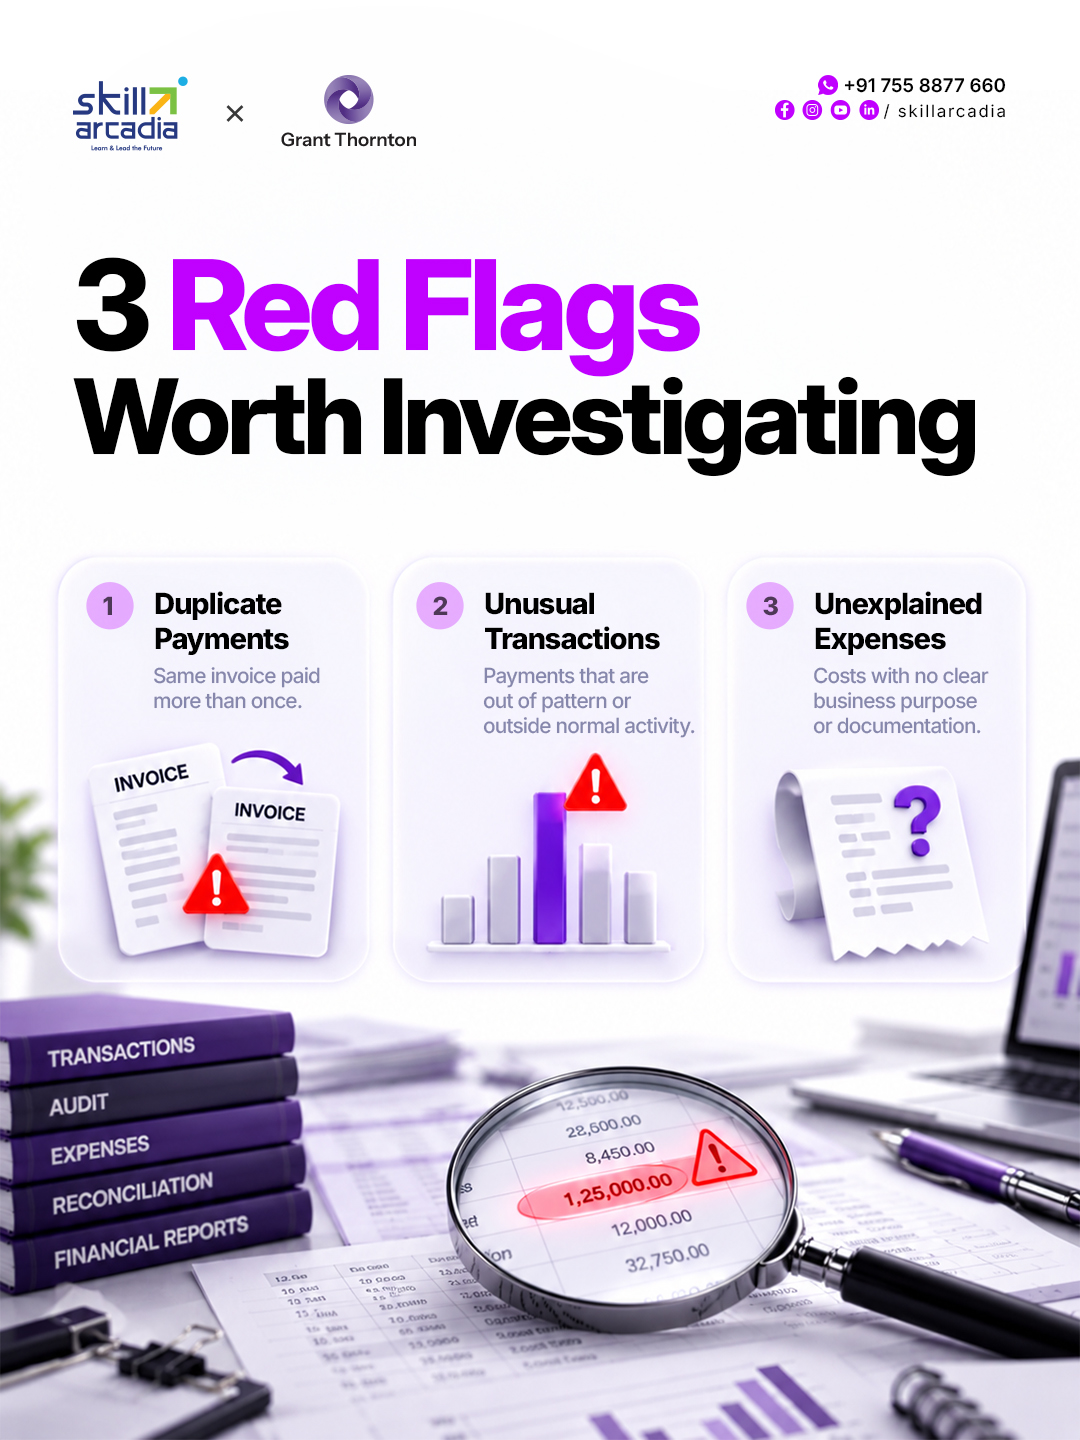 skill
arcadia
Learn & Lead the Future
×
Grant Thornton
+91 755 8877 660
/ skillarcadia
3 Red Flags
Worth Investigating
1
Duplicate
Payments
Same invoice paid
more than once.
INVOICE
INVOICE
2
Unusual
Transactions
Payments that are
out of pattern or
outside normal activity.
3
Unexplained
Expenses
Costs with no clear
business purpose
or documentation.
?
TRANSACTIONS
AUDIT
EXPENSES
RECONCILIATION
FINANCIAL REPORTS
12,500.00
28,500.00
8,450.00
1,25,000.00
12,000.00
32,750.00